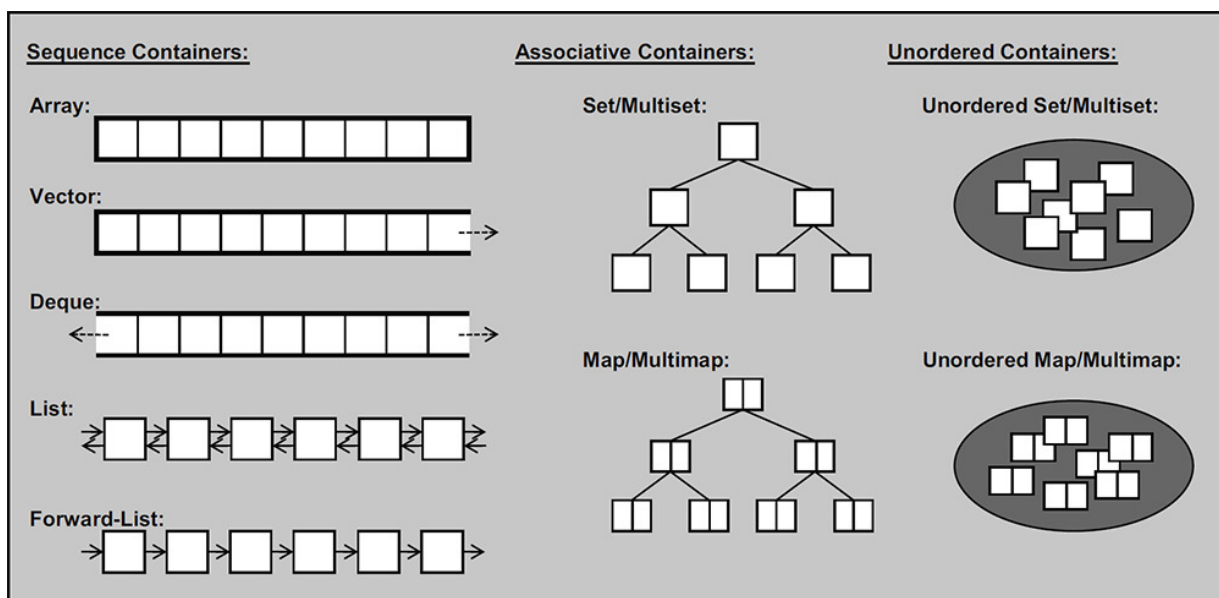 Sequence Containers:
Array:
Vector:
Deque:
List:
Forward-List:
Associative Containers:
Set/Multiset:
Map/Multimap:
Unordered Containers:
Unordered Set/Multiset:
Unordered Map/Multimap: